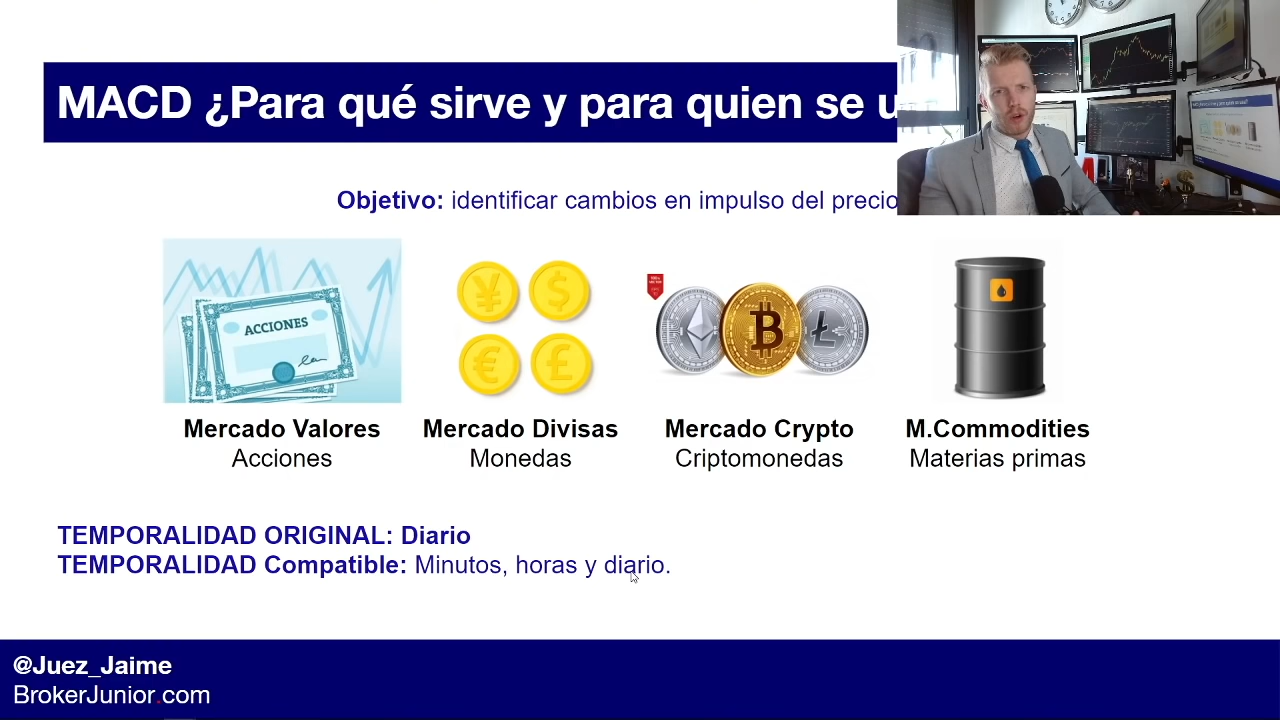 MACD ¿Para qué sirve y para quien se u
Objetivo: identificar cambios en impulso del precio
ACCIONES
Mercado Valores
Acciones
Mercado Divisas
Monedas
Mercado Crypto
Criptomonedas
M.Commodities
Materias primas
TEMPORALIDAD ORIGINAL: Diario
TEMPORALIDAD Compatible: Minutos, horas y diario.
@Juez_Jaime
BrokerJunior.com